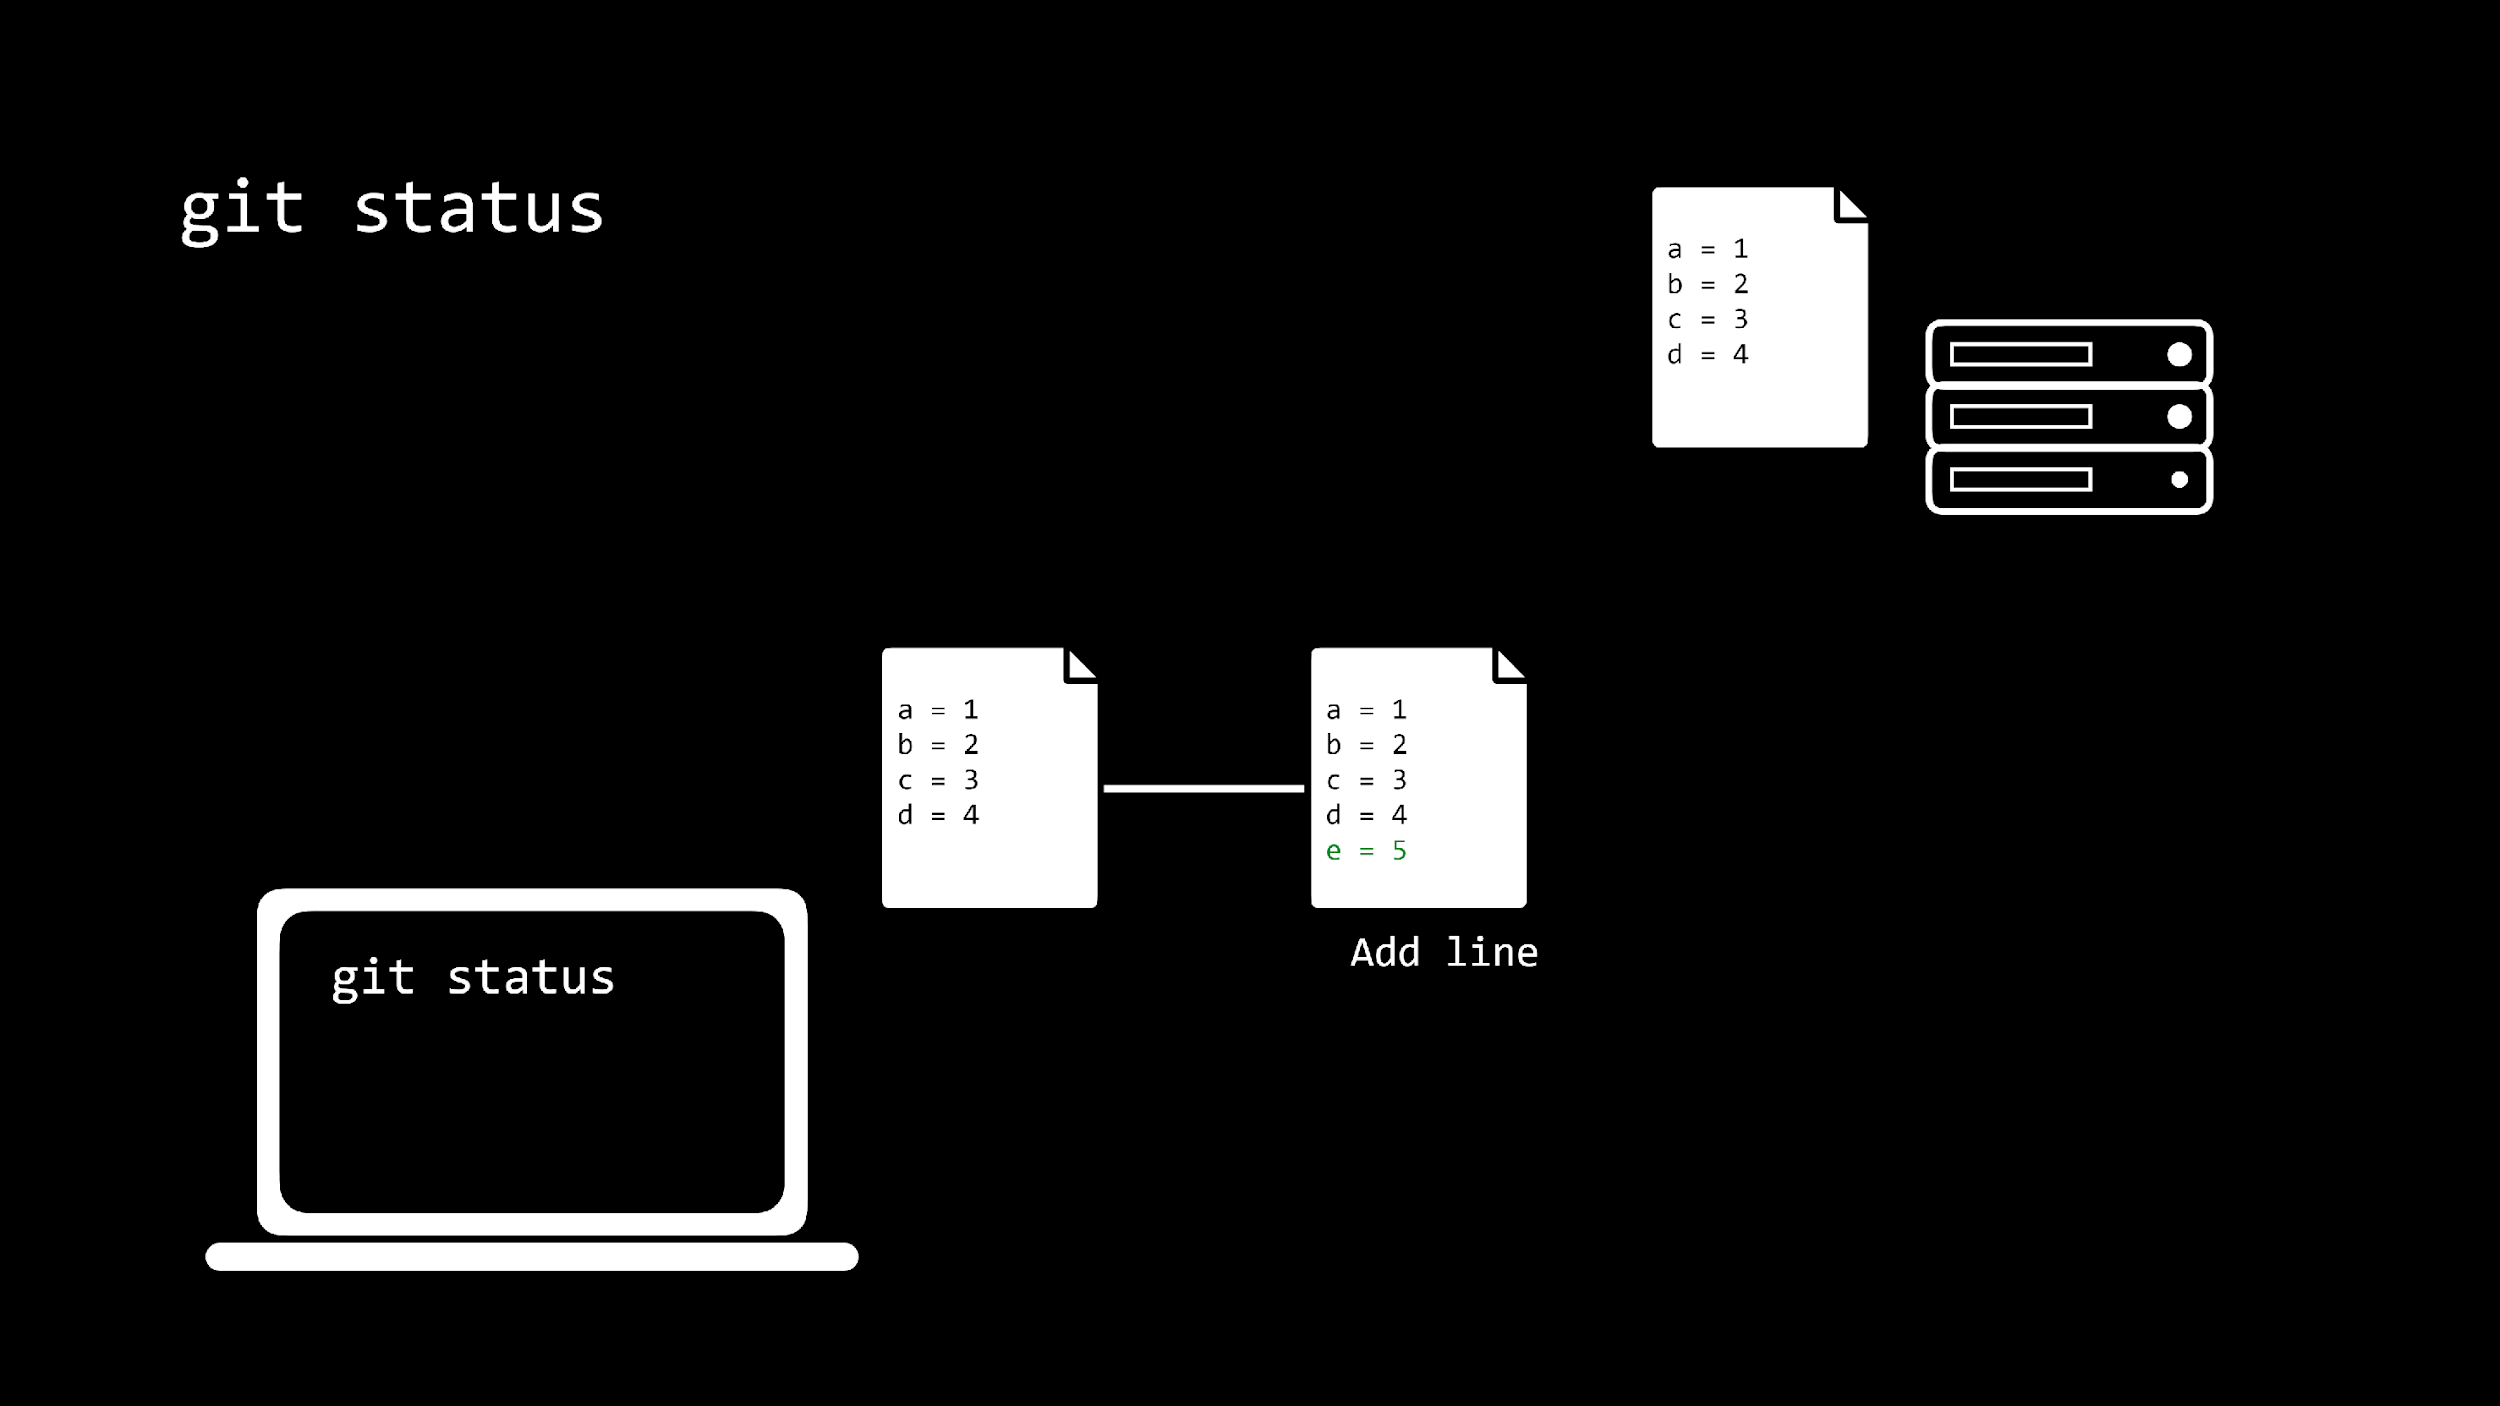 git status
a = 1
b = 2
c = 3
d = 4
a = 1
b = 2
c = 3
d = 4
a = 1
b = 2
c = 3
d = 4
e = 5
Add line
git status